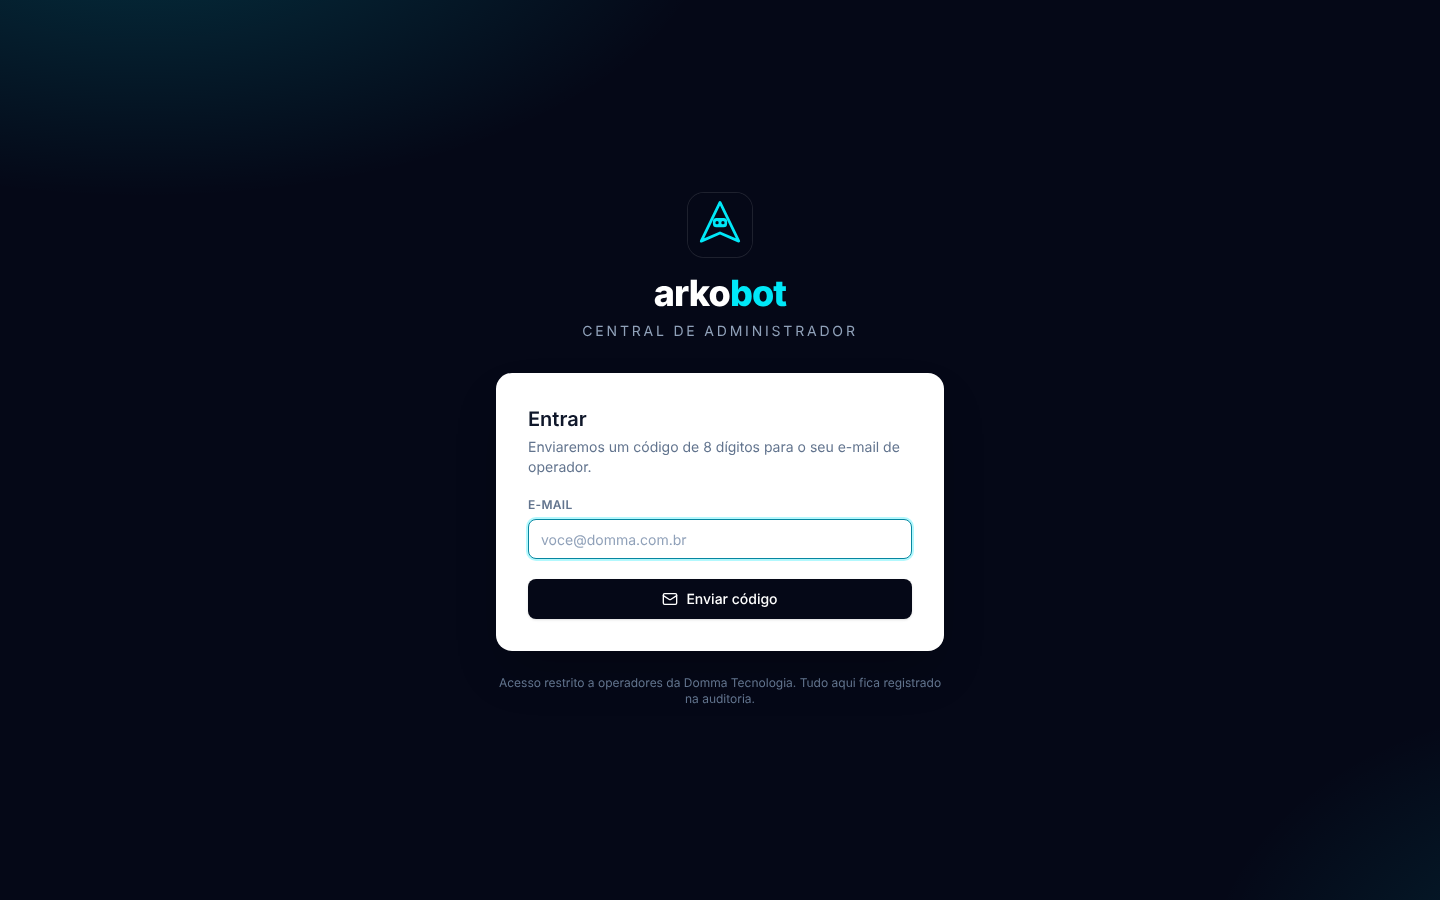 arkobot
CENTRAL DE ADMINISTRADOR
Entrar
Enviaremos um código de 8 dígitos para o seu e-mail de
operador.
E-MAIL
voce@domma.com.br
Enviar código
Acesso restrito a operadores da Domma Tecnologia. Tudo aqui fica registrado
na auditoria.